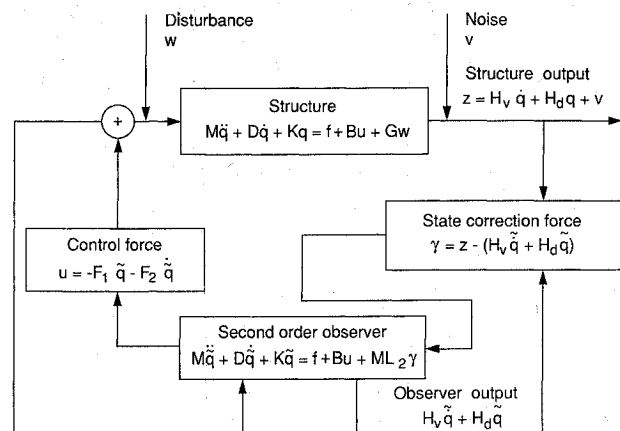 Disturbance
w
Noise
v
Structure output
z = H_v q̇ + H_d q + v
Structure
Mq̈ + Dq̇ + Kq = f + Bu + Gw
+
State correction force
γ = z - (H_v q̃̇ + H_d q̃)
Control force
u = -F_1 q̃ - F_2 q̃̇
Second order observer
Mq̃̈ + Dq̃̇ + Kq̃ = f + Bu + ML_2 γ
Observer output
H_v q̃̇ + H_d q̃